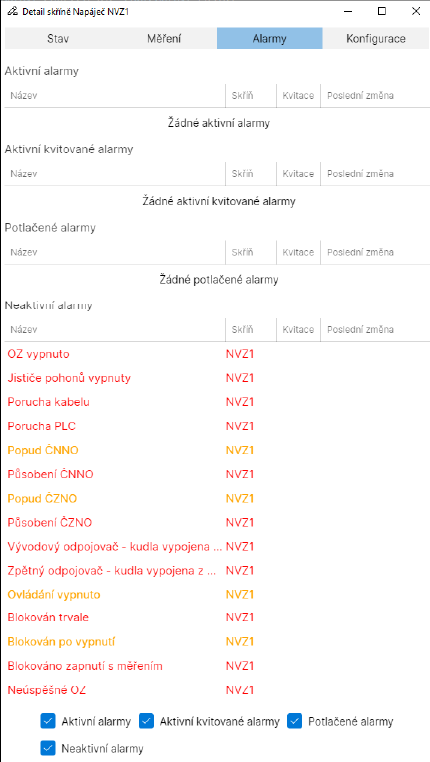 Detail skříně Napáječ NVZ1
Stav Měření Alarmy Konfigurace
Aktivní alarmy
Název Skříň Kvitace Poslední změna
Žádné aktivní alarmy
Aktivní kvitované alarmy
Název Skříň Kvitace Poslední změna
Žádné aktivní kvitované alarmy
Potlačené alarmy
Název Skříň Kvitace Poslední změna
Žádné potlačené alarmy
Neaktivní alarmy
Název Skříň Kvitace Poslední změna
OZ vypnuto NVZ1
Jističe pohonů vypnuty NVZ1
Porucha kabelu NVZ1
Porucha PLC NVZ1
Popud ČNNO NVZ1
Působení ČNNO NVZ1
Popud ČZNO NVZ1
Působení ČZNO NVZ1
Vývodový odpojovač - kudla vypojena ... NVZ1
Zpětný odpojovač - kudla vypojena z ... NVZ1
Ovládání vypnuto NVZ1
Blokován trvale NVZ1
Blokován po vypnutí NVZ1
Blokováno zapnutí s měřením NVZ1
Neúspěšné OZ NVZ1
Aktivní alarmy Aktivní kvitované alarmy Potlačené alarmy
Neaktivní alarmy